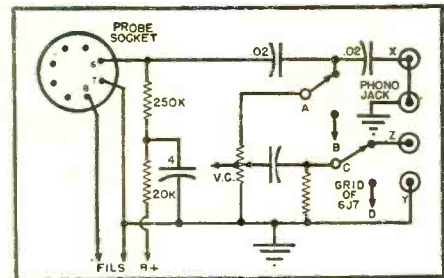 PROBE
SOCKET
6
7
8
.02
.02
X
PHONO
JACK
250K
A
Z
B
4
V.C.
C
20K
GRID
OF
6J7
Y
D
FILS
B+